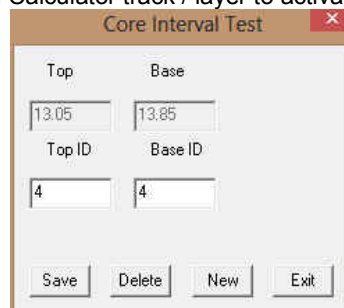 Calculator track / layer to activa
Core Interval Test
Top Base
13.05 13.85
Top ID Base ID
4 4
Save Delete New Exit